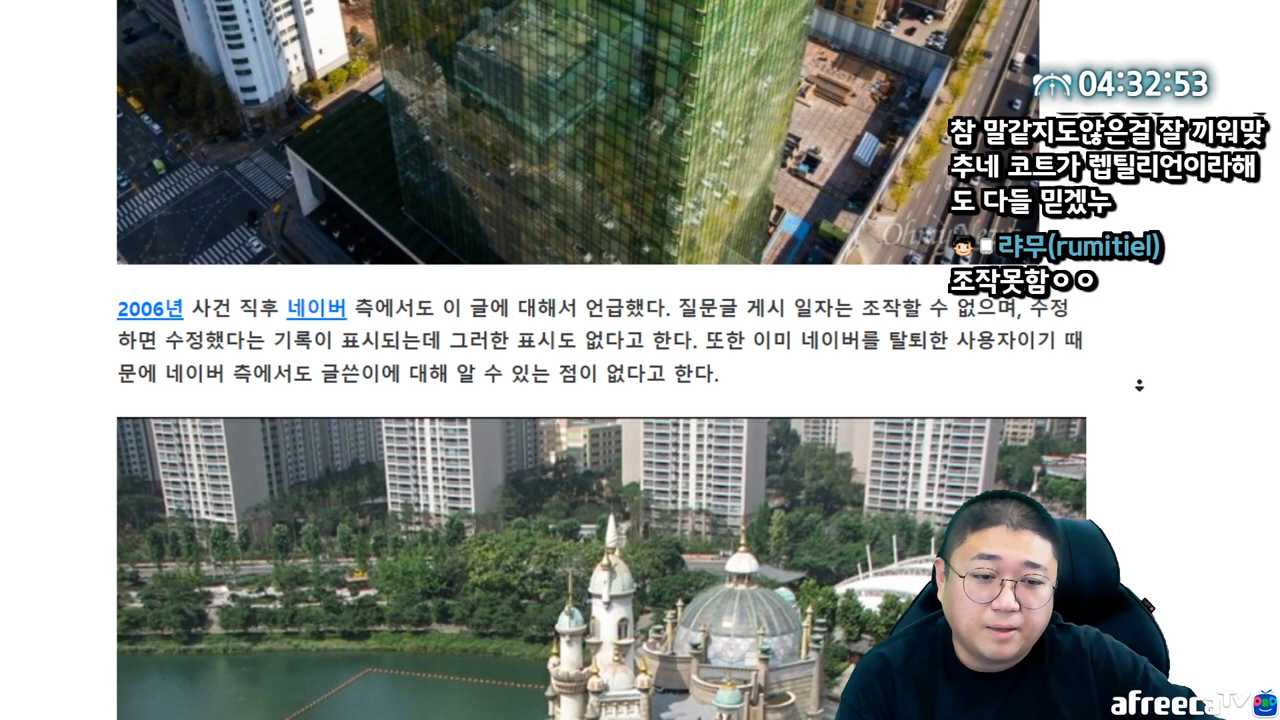 04:32:53
참 말같지도않은걸 잘 끼워맞
추네 코트가 렙틸리언이라해
도 다들 믿겠누
랴무(rumitiel)
조작못함ㅇㅇ
2006년 사건 직후 네이버 측에서도 이 글에 대해서 언급했다. 질문글 게시 일자는 조작할 수 없으며, 수정
하면 수정했다는 기록이 표시되는데 그러한 표시도 없다고 한다. 또한 이미 네이버를 탈퇴한 사용자이기 때
문에 네이버 측에서도 글쓴이에 대해 알 수 있는 점이 없다고 한다.
afreecaTV